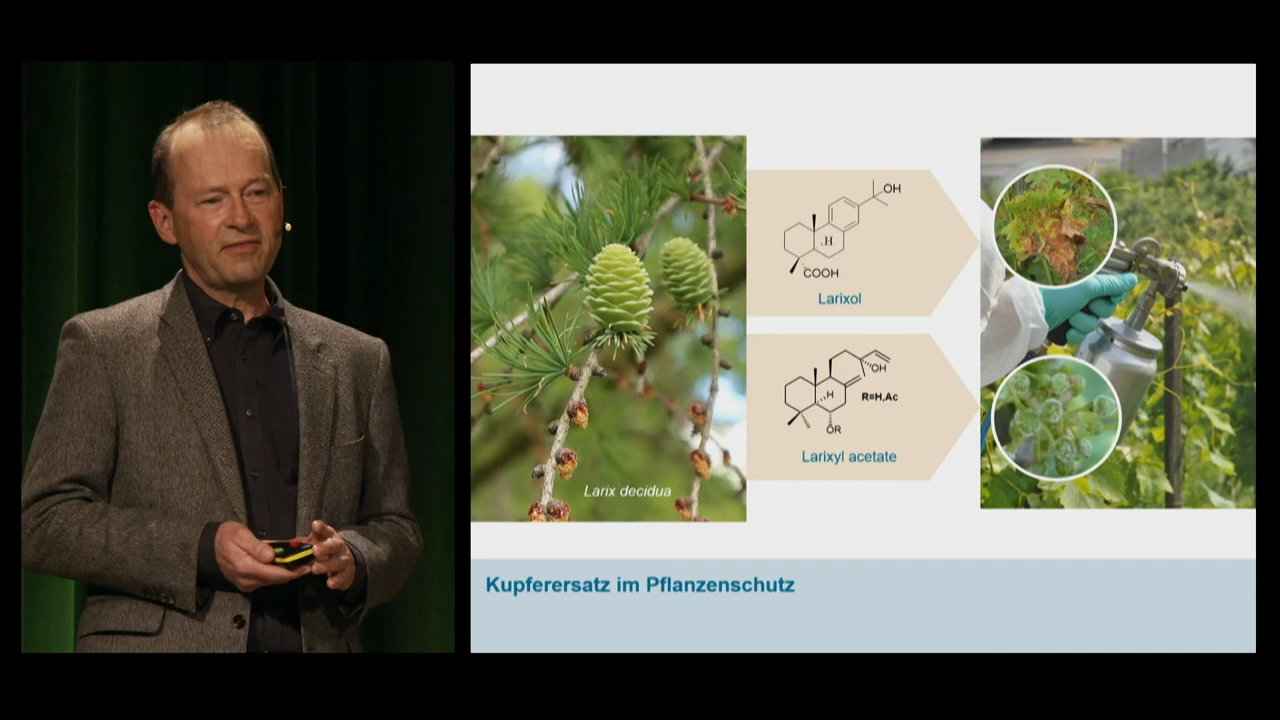 OH
H
COOH
Larixol
OH
H
R=H,Ac
OR
Larixyl acetate
Larix decidua
Kupferersatz im Pflanzenschutz